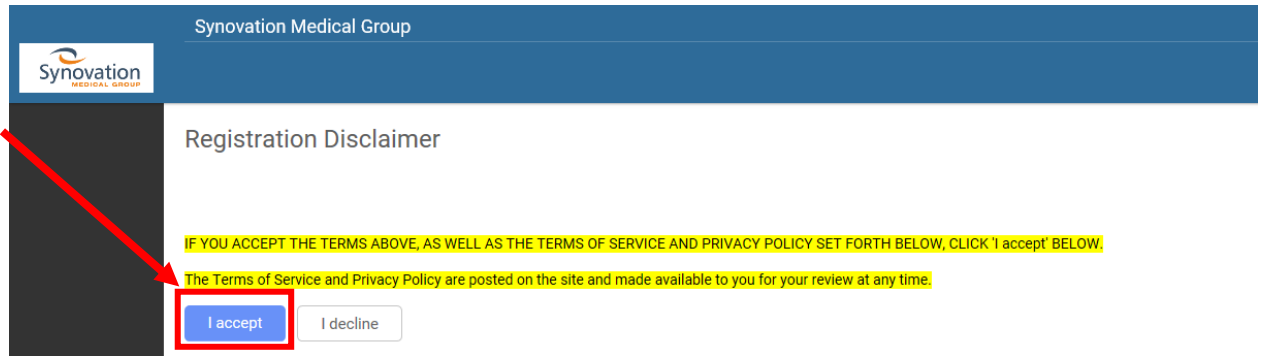 Synovation Medical Group
Synovation
MEDICAL GROUP
Registration Disclaimer
IF YOU ACCEPT THE TERMS ABOVE, AS WELL AS THE TERMS OF SERVICE AND PRIVACY POLICY SET FORTH BELOW, CLICK 'I accept' BELOW.
The Terms of Service and Privacy Policy are posted on the site and made available to you for your review at any time.
I accept
I decline